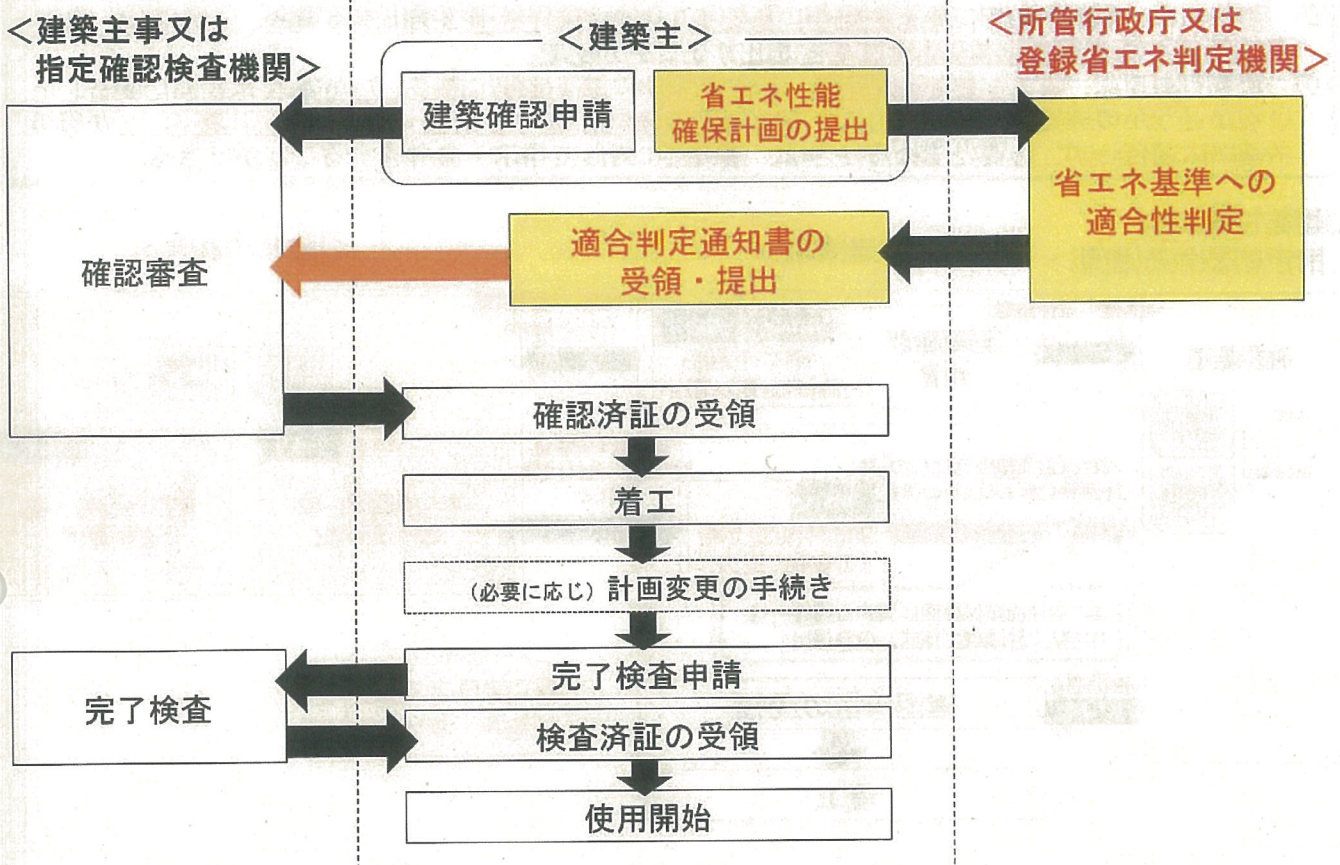 ＜建築主事又は
指定確認検査機関＞
＜建築主＞
＜所管行政庁又は
登録省エネ判定機関＞
建築確認申請
省エネ性能
確保計画の提出
省エネ基準への
適合性判定
適合判定通知書の
受領・提出
確認審査
確認済証の受領
着工
（必要に応じ）計画変更の手続き
完了検査申請
完了検査
検査済証の受領
使用開始